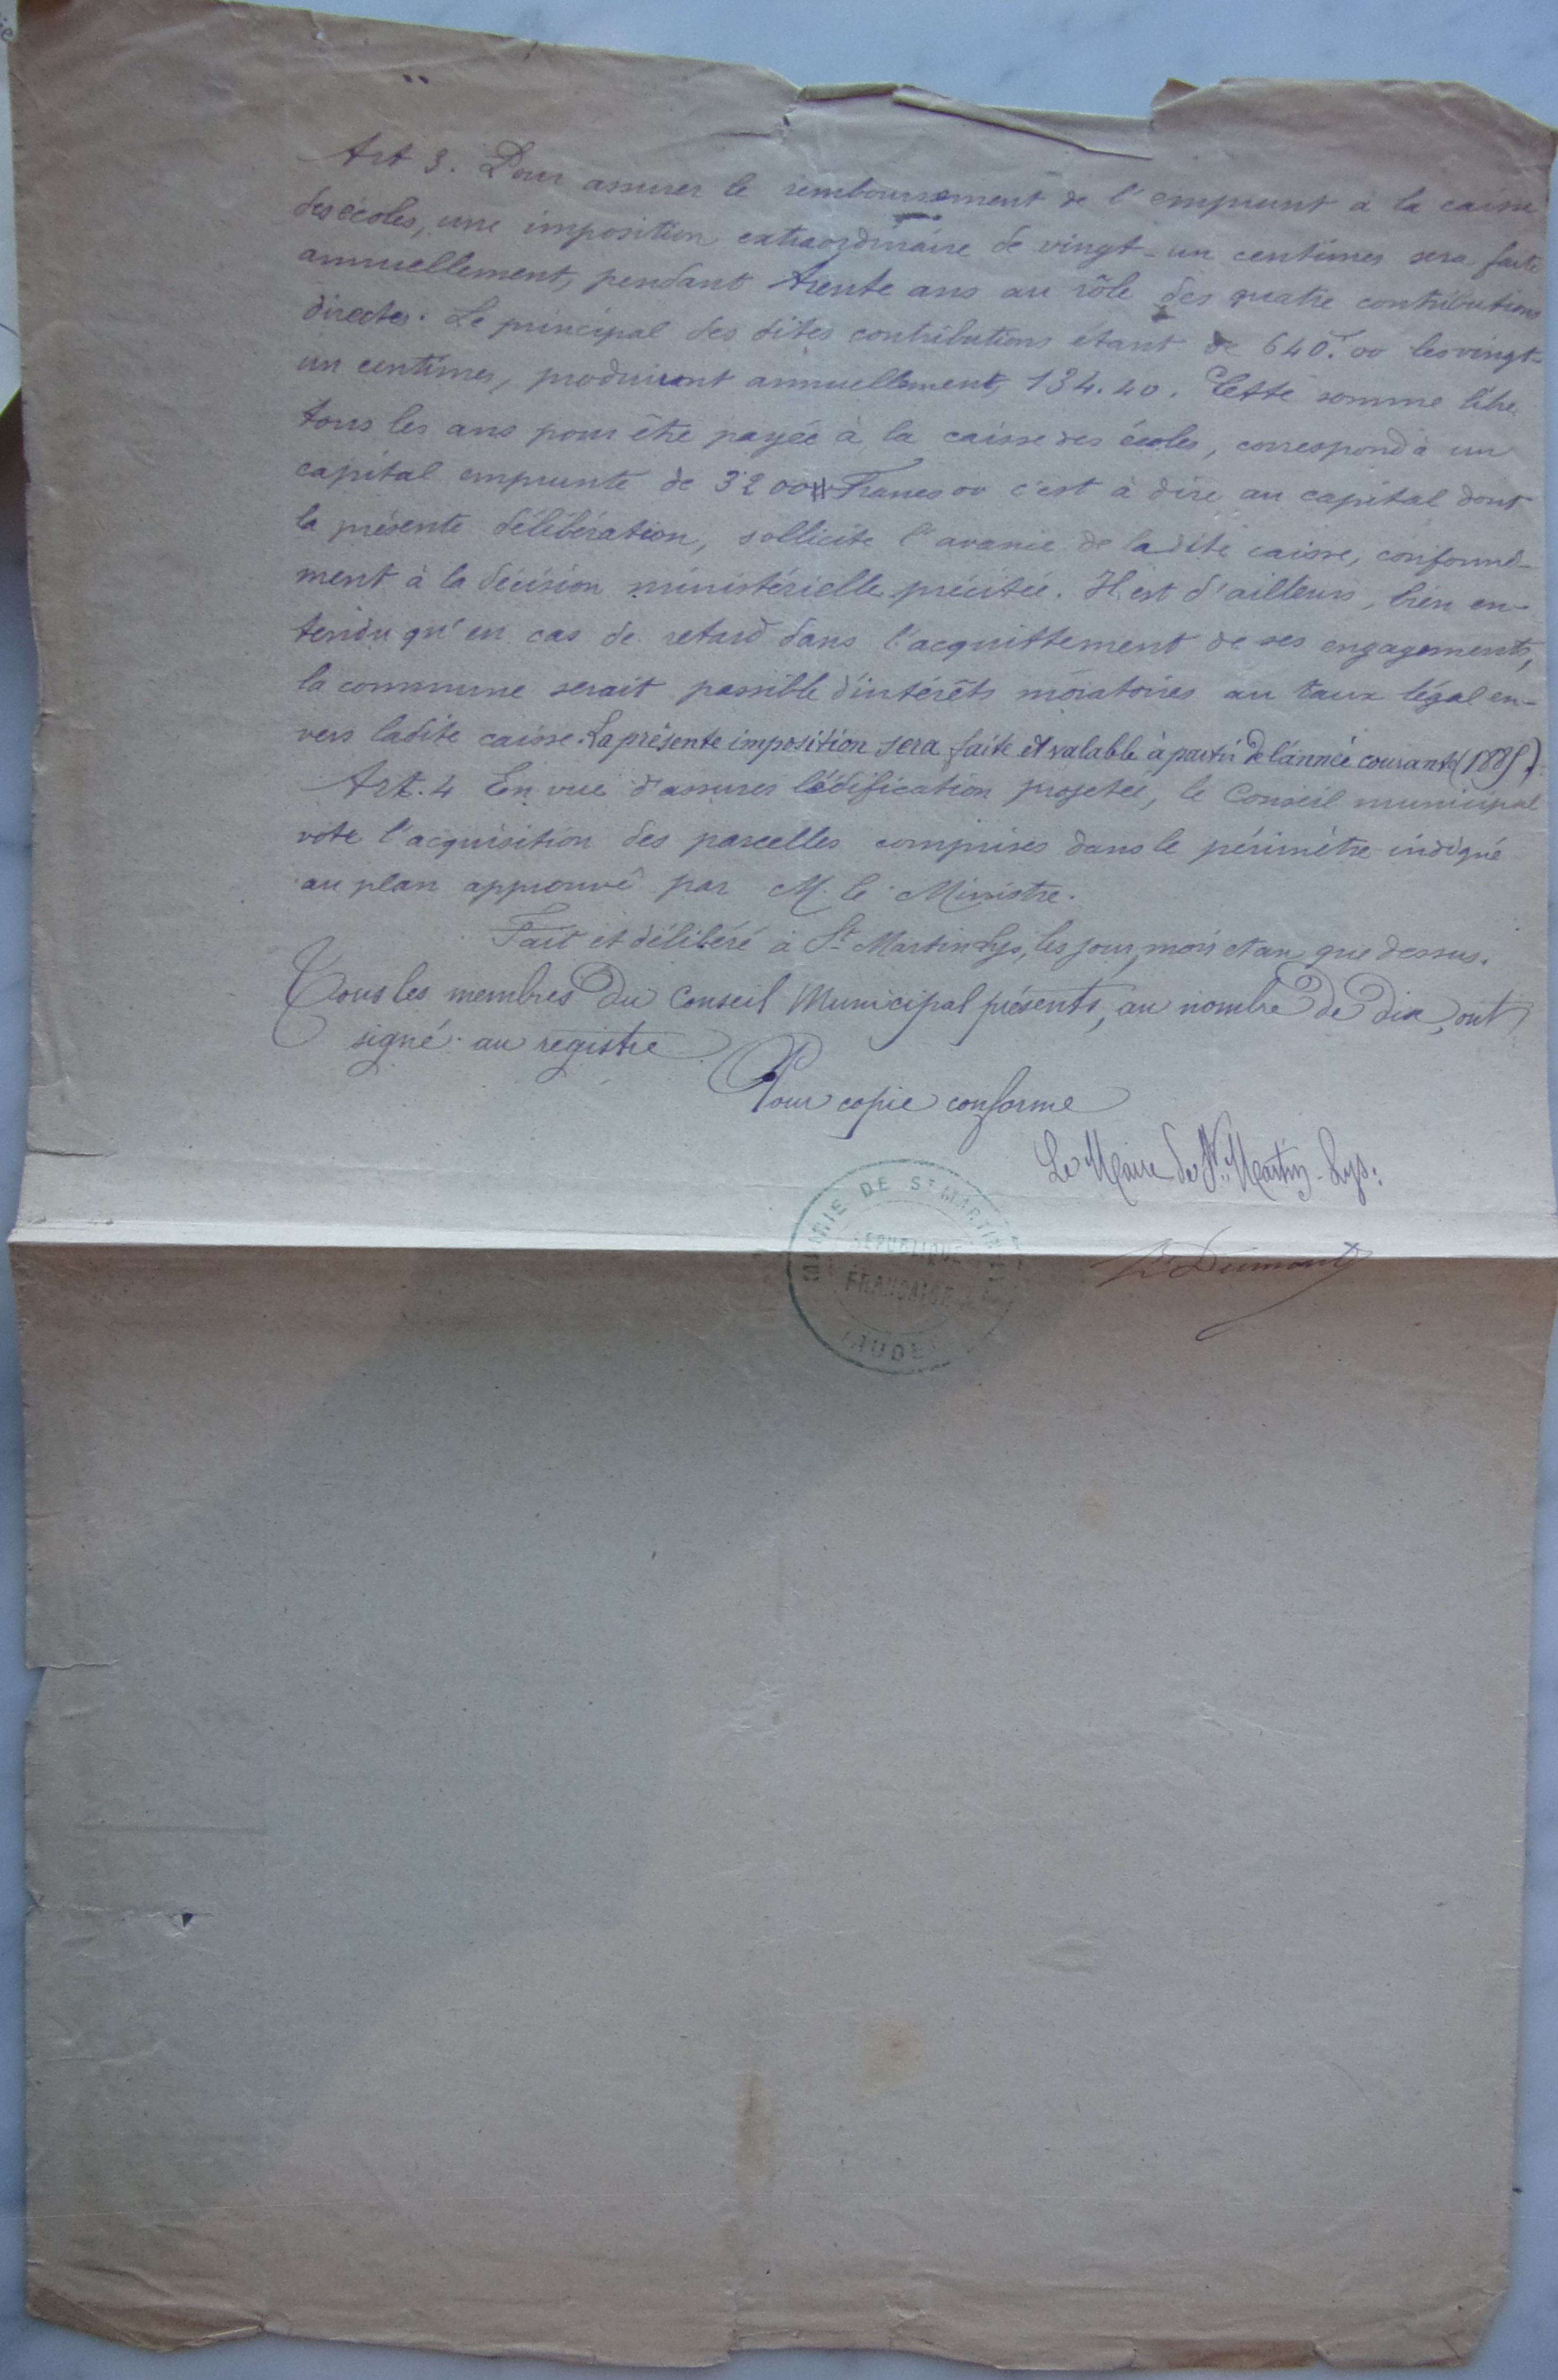 Art 3. Pour assurer le remboursement de l'emprunt à la caisse
des écoles, une imposition extraordinaire de vingt-un centimes sera faite
annuellement, pendant trente ans au rôle des quatre contributions
directes. Le principal des dites contributions étant de 640.f 00 les vingt-
un centimes, produiront annuellement, 134.40. Cette somme libre
tous les ans pour être payée à la caisse des écoles, correspond à un
capital emprunté de 3200 Francs 00 c'est à dire au capital dont
la présente délibération, sollicite l'avance de la dite caisse, conformé-
ment à la décision ministérielle précitée. Il est d'ailleurs, bien en-
tendu qu'en cas de retard dans l'acquittement de ses engagements,
la commune serait passible d'intérêts moratoires au taux légal en-
vers ladite caisse. La présente imposition sera faite et valable à partir de l'année courante (1885.)
Art. 4 En vue d'assurer l'édification projetée, le Conseil municipal
vote l'acquisition des parcelles comprises dans le périmètre indiqué
au plan approuvé par M. le Ministre.
Fait et délibéré à St Martin Lys, les jour, mois et an que dessus.
Tous les membres du Conseil Municipal présents, au nombre de dix, ont
signé au registre
Pour copie conforme
Le Maire de St. Martin-Lys.
MAIRIE DE ST MARTIN
REPUBLIQUE
FRANÇAISE
(AUDE)
Dumont